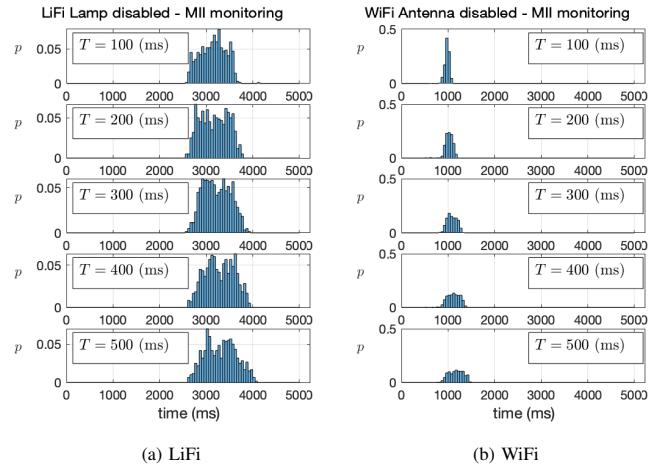 LiFi Lamp disabled - MII monitoring
p
0.05
0
T = 100 (ms)
0 1000 2000 3000 4000 5000
p
0.05
0
T = 200 (ms)
0 1000 2000 3000 4000 5000
p
0.05
0
T = 300 (ms)
0 1000 2000 3000 4000 5000
p
0.05
0
T = 400 (ms)
0 1000 2000 3000 4000 5000
p
0.05
0
T = 500 (ms)
0 1000 2000 3000 4000 5000
time (ms)
(a) LiFi
WiFi Antenna disabled - MII monitoring
p
0.5
0
T = 100 (ms)
0 1000 2000 3000 4000 5000
p
0.5
0
T = 200 (ms)
0 1000 2000 3000 4000 5000
p
0.5
0
T = 300 (ms)
0 1000 2000 3000 4000 5000
p
0.5
0
T = 400 (ms)
0 1000 2000 3000 4000 5000
p
0.5
0
T = 500 (ms)
0 1000 2000 3000 4000 5000
time (ms)
(b) WiFi